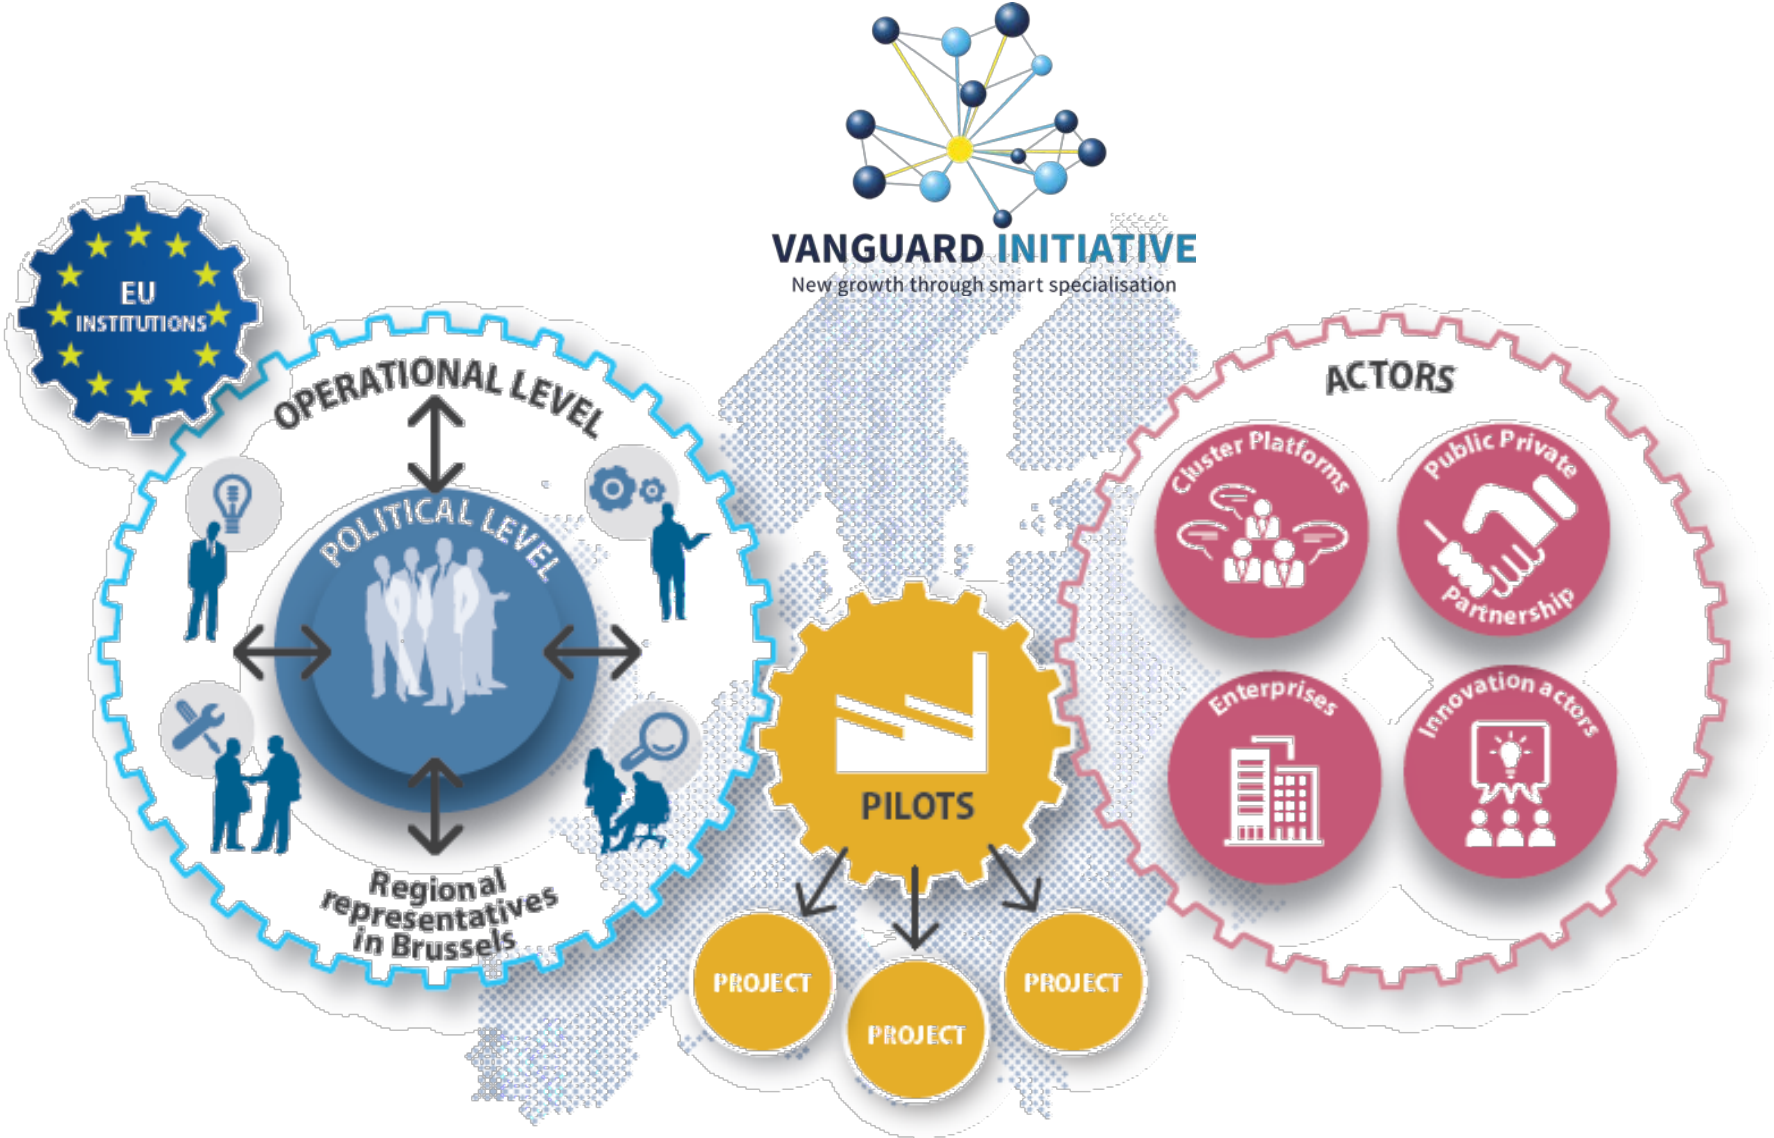 VANGUARD INITIATIVE
New growth through smart specialisation
EU
INSTITUTIONS
OPERATIONAL LEVEL
POLITICAL LEVEL
Regional
representatives
in Brussels
PILOTS
PROJECT
PROJECT
PROJECT
ACTORS
Cluster Platforms
Public Private
Partnership
Enterprises
Innovation actors